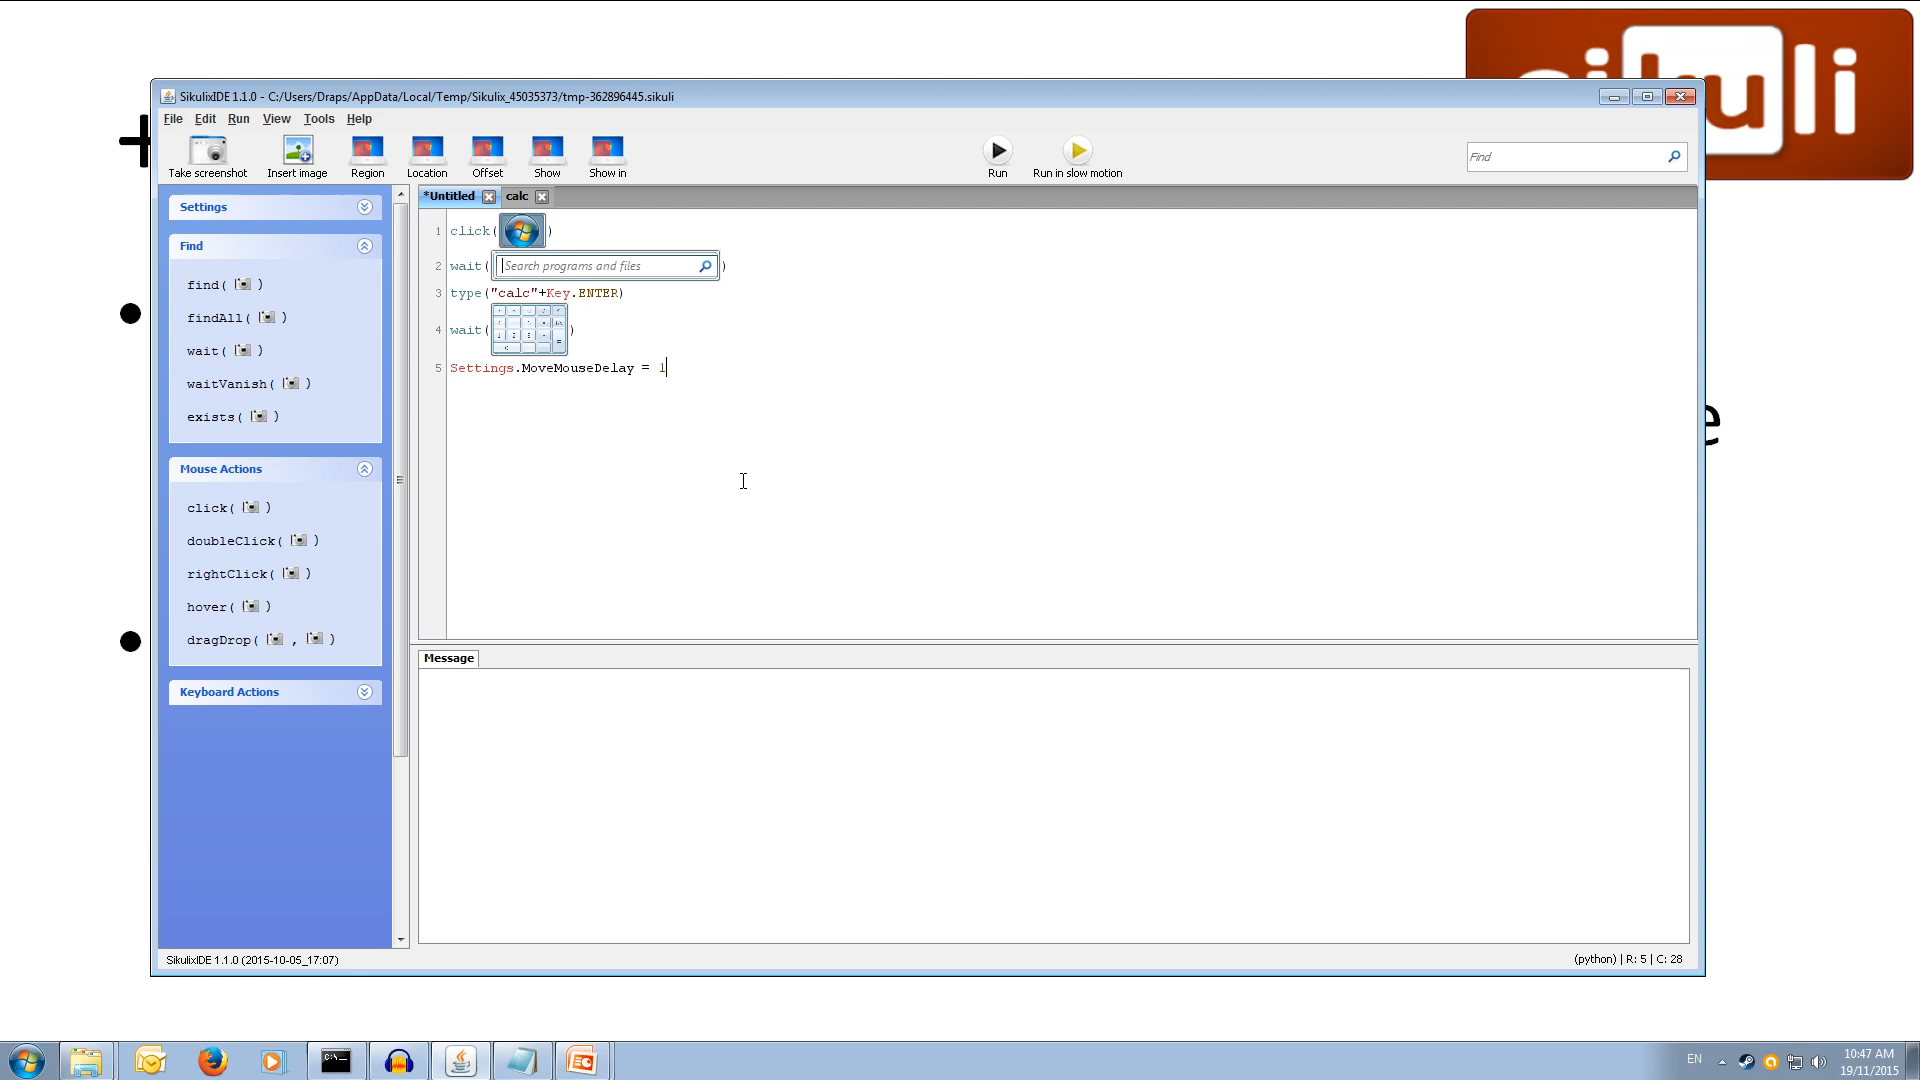 sikuli
SikulixIDE 1.1.0 - C:/Users/Draps/AppData/Local/Temp/Sikulix_45035373/tmp-362896445.sikuli
File Edit Run View Tools Help
Take screenshot Insert image Region Location Offset Show Show in Run Run in slow motion Find
*Untitled calc
Settings
Find
find( )
findAll( )
wait( )
waitVanish( )
exists( )
Mouse Actions
click( )
doubleClick( )
rightClick( )
hover( )
dragDrop( , )
Keyboard Actions
1 click( )
2 wait( Search programs and files )
3 type("calc"+Key.ENTER)
4 wait( )
5 Settings.MoveMouseDelay = 1
e
Message
SikulixIDE 1.1.0 (2015-10-05_17:07)
(python) | R: 5 | C: 28
EN
10:47 AM
19/11/2015